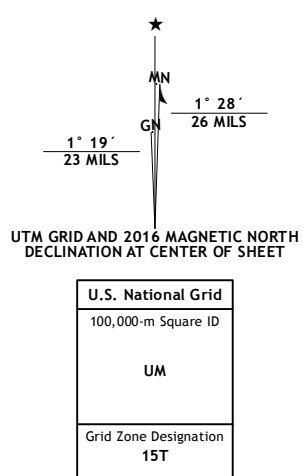 ★
MN
1° 28´
26 MILS
GN
1° 19´
23 MILS
UTM GRID AND 2016 MAGNETIC NORTH
DECLINATION AT CENTER OF SHEET
U.S. National Grid
100,000-m Square ID
UM
Grid Zone Designation
15T